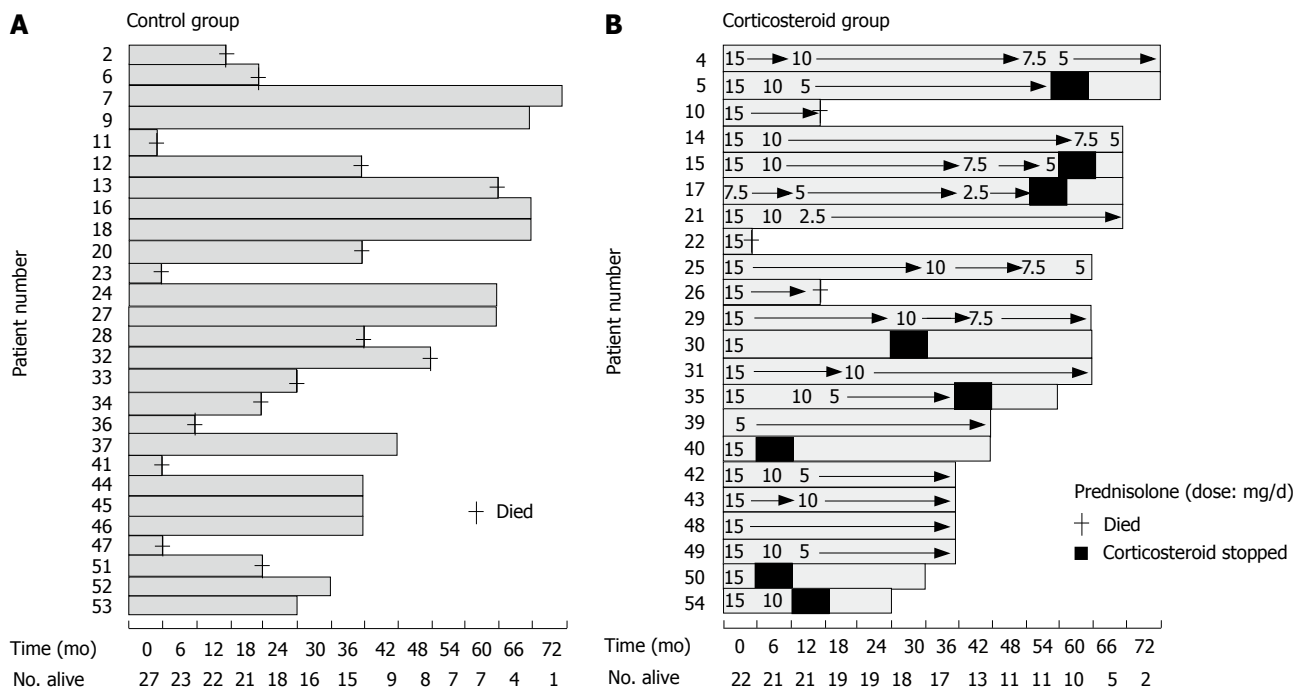 A
Control group
2
6
7
9
11
12
13
16
18
20
23
24
27
28
32
33
34
36
37
41
44
45
46
47
51
52
53
Patient number
Died
Time (mo) 0 6 12 18 24 30 36 42 48 54 60 66 72
No. alive 27 23 22 21 18 16 15 9 8 7 7 4 1
B
Corticosteroid group
4 15 10 7.5 5
5 15 10 5
10 15
14 15 10 7.5 5
15 15 10 7.5 5
17 7.5 5 2.5
21 15 10 2.5
22 15
25 15 10 7.5 5
26 15
29 15 10 7.5
30 15
31 15 10
35 15 10 5
39 5
40 15
42 15 10 5
43 15 10
48 15
49 15 10 5
50 15
54 15 10
Patient number
Prednisolone (dose: mg/d)
Died
Corticosteroid stopped
Time (mo) 0 6 12 18 24 30 36 42 48 54 60 66 72
No. alive 22 21 21 19 19 18 17 13 11 11 10 5 2